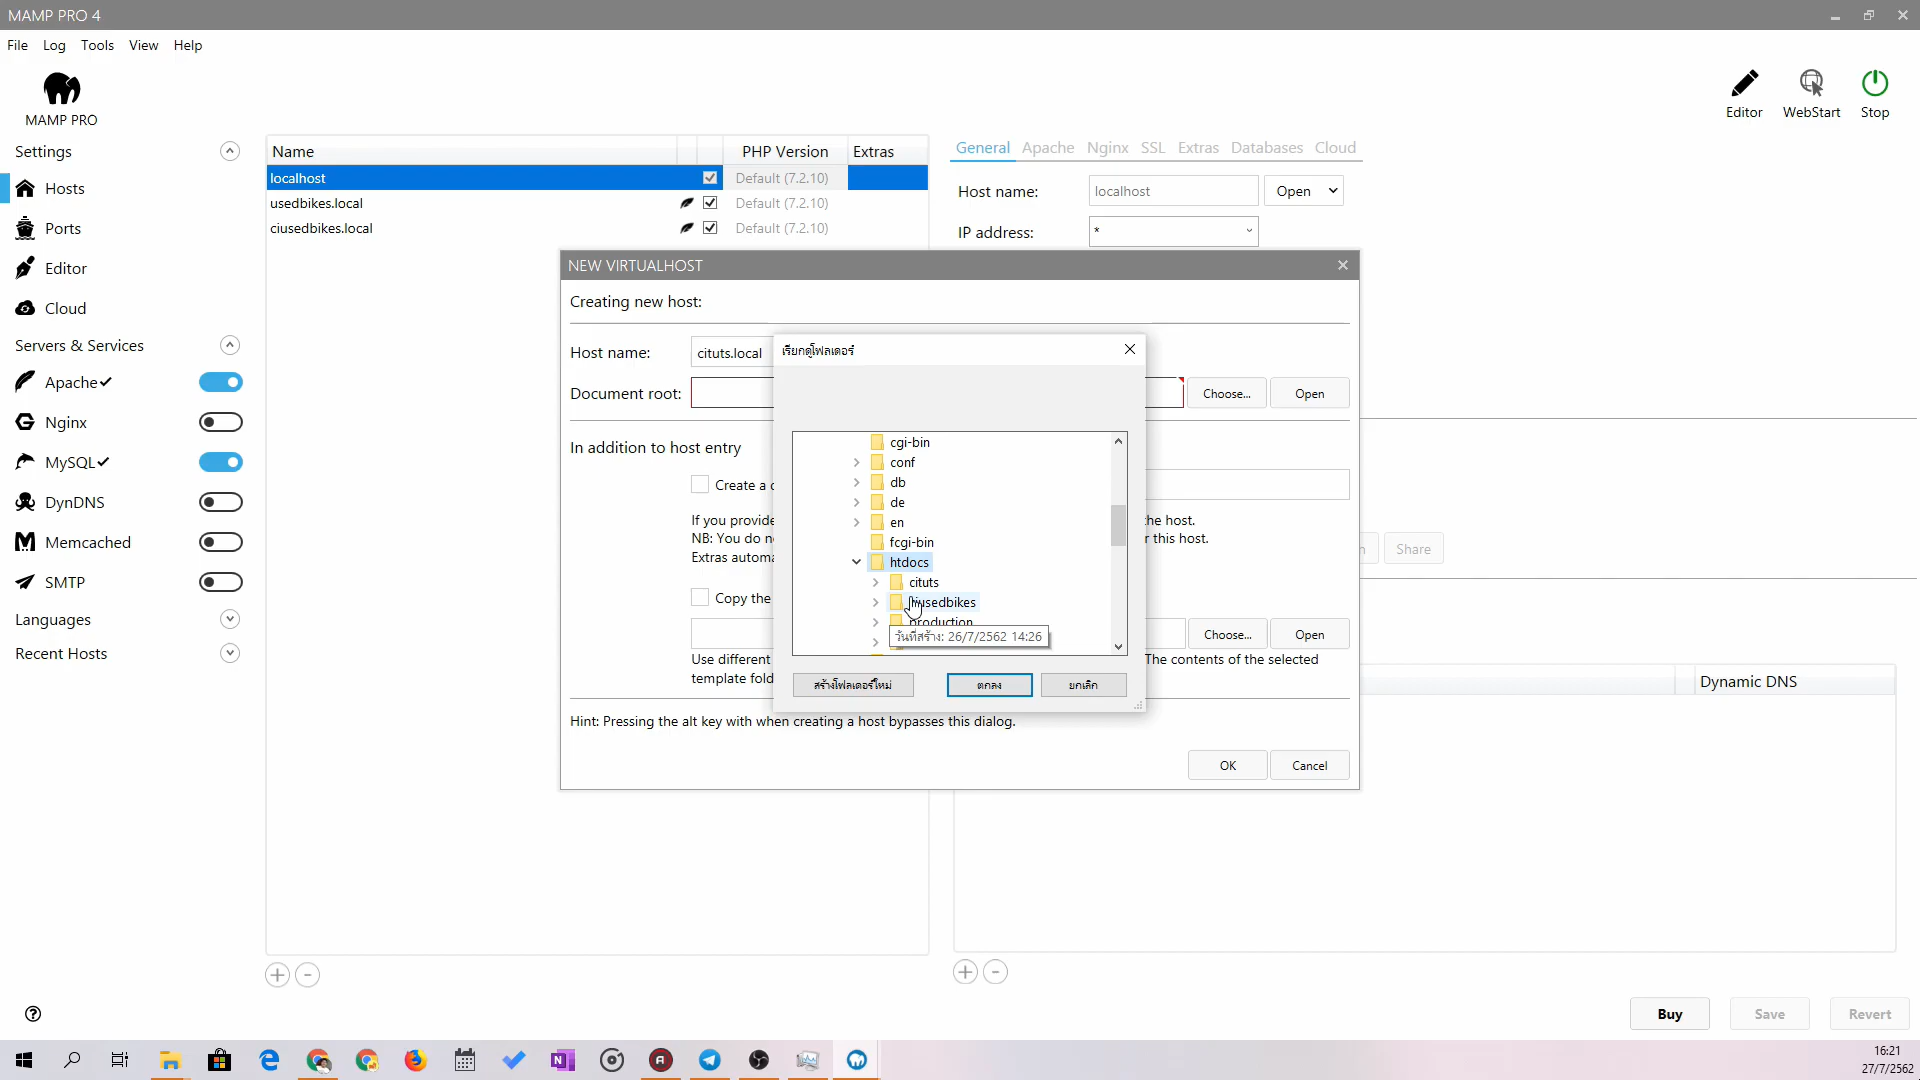 MAMP PRO 4
File Log Tools View Help
MAMP PRO
Editor WebStart Stop
Settings
Hosts
Ports
Editor
Cloud
Servers & Services
Apache
Nginx
MySQL
DynDNS
Memcached
SMTP
Languages
Recent Hosts
Name PHP Version Extras
localhost Default (7.2.10)
usedbikes.local Default (7.2.10)
ciusedbikes.local Default (7.2.10)
General Apache Nginx SSL Extras Databases Cloud
Host name: localhost Open
IP address: *
NEW VIRTUALHOST
Creating new host:
Host name: cituts.local
Document root: Choose... Open
In addition to host entry
Create a
If you provide the host.
NB: You do r this host.
Extras automa
Share
Copy the
Choose... Open
Use different The contents of the selected
template fold
Hint: Pressing the alt key with when creating a host bypasses this dialog.
OK Cancel
เรียกดูโฟลเดอร์
cgi-bin
conf
db
de
en
fcgi-bin
htdocs
cituts
usedbikes
production
วันที่สร้าง: 26/7/2562 14:26
สร้างโฟลเดอร์ใหม่ ตกลง ยกเลิก
Dynamic DNS
Buy Save Revert
16:21
27/7/2562